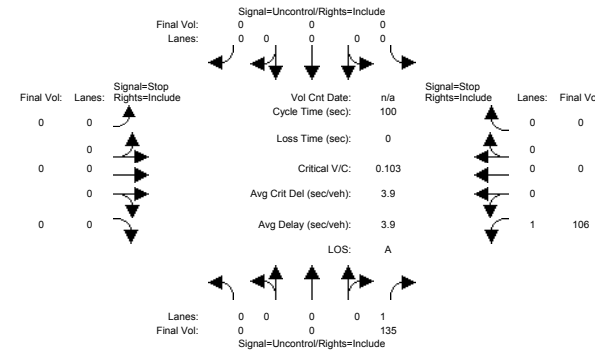 Signal=Uncontrol/Rights=Include
Final Vol: 0 0 0
Lanes: 0 0 0 0 0
Signal=Stop
Final Vol: Lanes: Rights=Include
Vol Cnt Date: n/a
Signal=Stop
Rights=Include Lanes: Final Vo
Cycle Time (sec): 100
0 0 0 0
Loss Time (sec): 0
0 0
0 0 Critical V/C: 0.103 0 0
0 Avg Crit Del (sec/veh): 3.9 0
0 0 Avg Delay (sec/veh): 3.9 1 106
LOS: A
Lanes: 0 0 0 0 1
Final Vol: 0 0 135
Signal=Uncontrol/Rights=Include